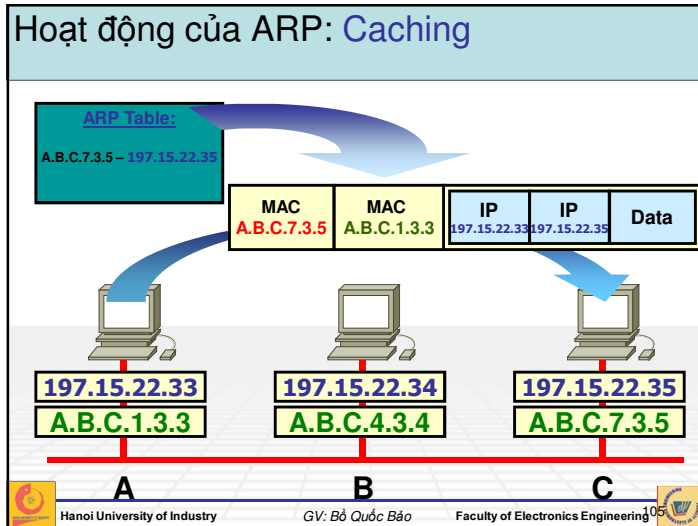 Hoạt động của ARP: Caching
ARP Table:
A.B.C.7.3.5 – 197.15.22.35
MAC
A.B.C.7.3.5
MAC
A.B.C.1.3.3
IP
197.15.22.33
IP
197.15.22.35
Data
197.15.22.33
A.B.C.1.3.3
197.15.22.34
A.B.C.4.3.4
197.15.22.35
A.B.C.7.3.5
A
B
C
Hanoi University of Industry
GV: Bồ Quốc Bảo
Faculty of Electronics Engineering
105